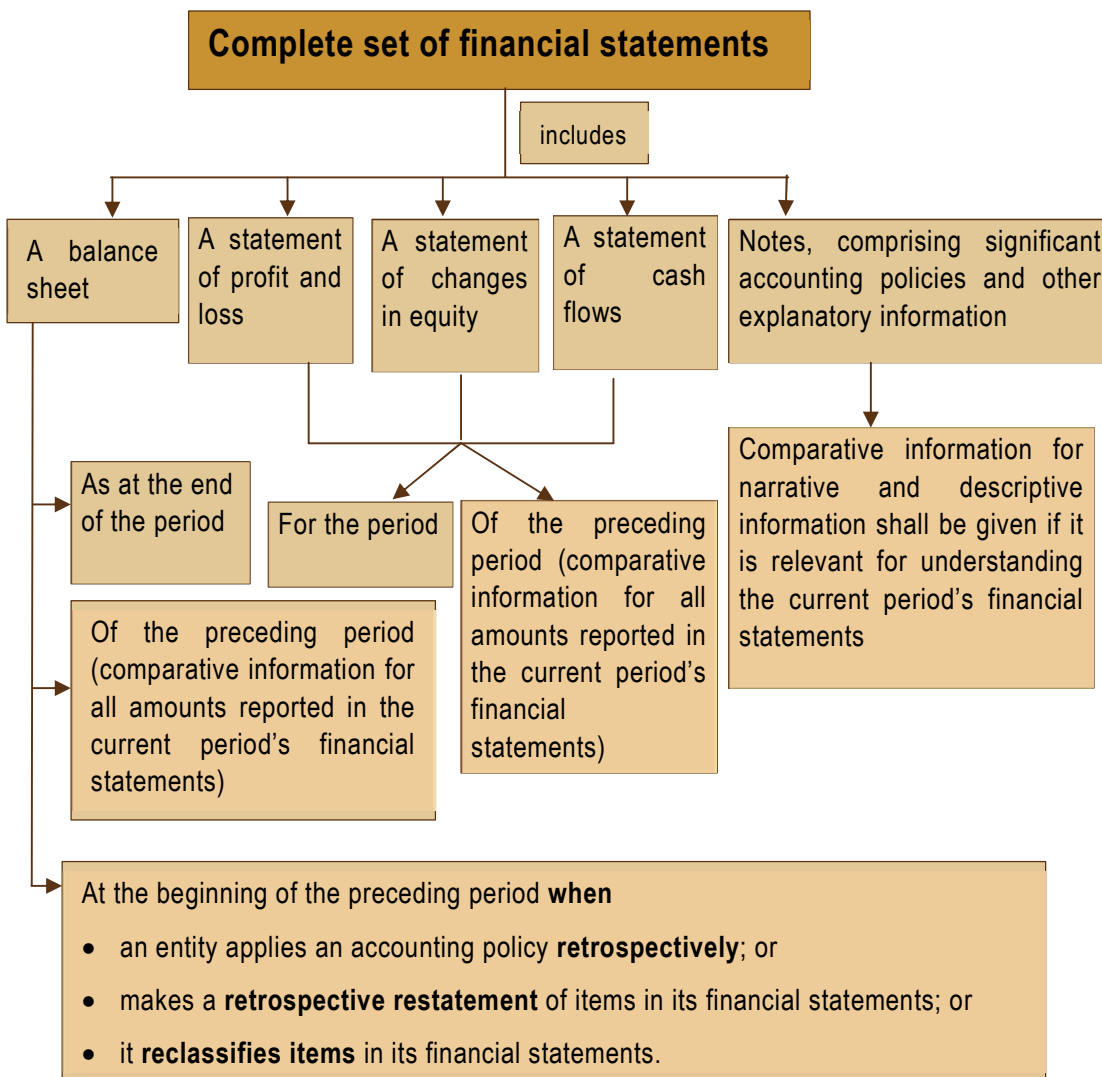 Complete set of financial statements
includes
A balance
sheet
A statement
of profit and
loss
A statement
of changes
in equity
A statement
of cash
flows
Notes, comprising significant
accounting policies and other
explanatory information
As at the end
of the period
For the period
Of the preceding
period (comparative
information for all
amounts reported in
the current period’s
financial
statements)
Comparative information for
narrative and descriptive
information shall be given if it
is relevant for understanding
the current period’s financial
statements
Of the preceding period
(comparative information for
all amounts reported in the
current period’s financial
statements)
At the beginning of the preceding period when
• an entity applies an accounting policy retrospectively; or
• makes a retrospective restatement of items in its financial statements; or
• it reclassifies items in its financial statements.